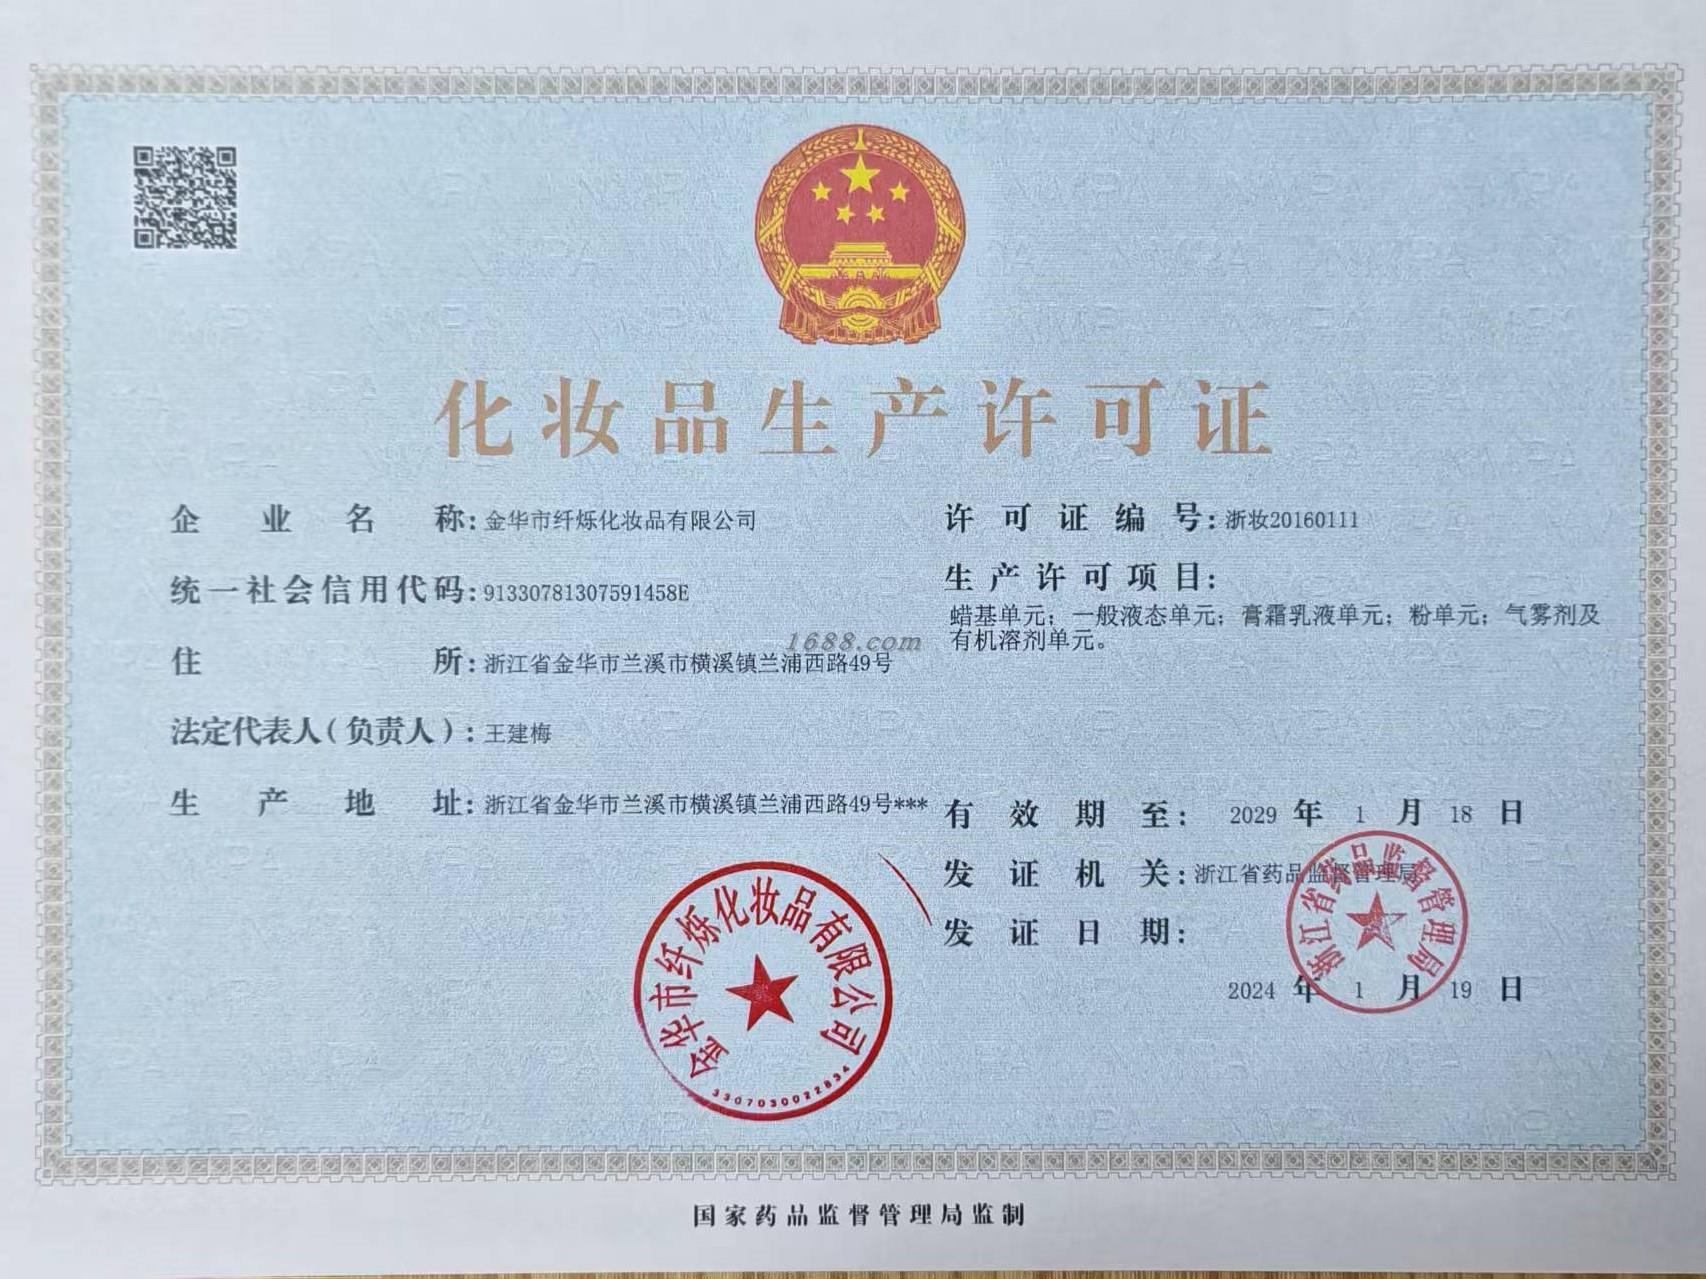 化妆品生产许可证
企业名称:金华市纤烁化妆品有限公司
统一社会信用代码:91330781307591458E
住所:浙江省金华市兰溪市横溪镇兰浦西路49号
法定代表人(负责人):王建梅
生产地址:浙江省金华市兰溪市横溪镇兰浦西路49号***
许可证编号:浙妆20160111
生产许可项目:
蜡基单元;一般液态单元;膏霜乳液单元;粉单元;气雾剂及
有机溶剂单元。
有效期至:2029年1月18日
发证机关:浙江省药品监督管理局
发证日期:
2024年1月19日
1688.com
金华市纤烁化妆品有限公司
3307030022834
浙江省药品监督管理局
国家药品监督管理局监制